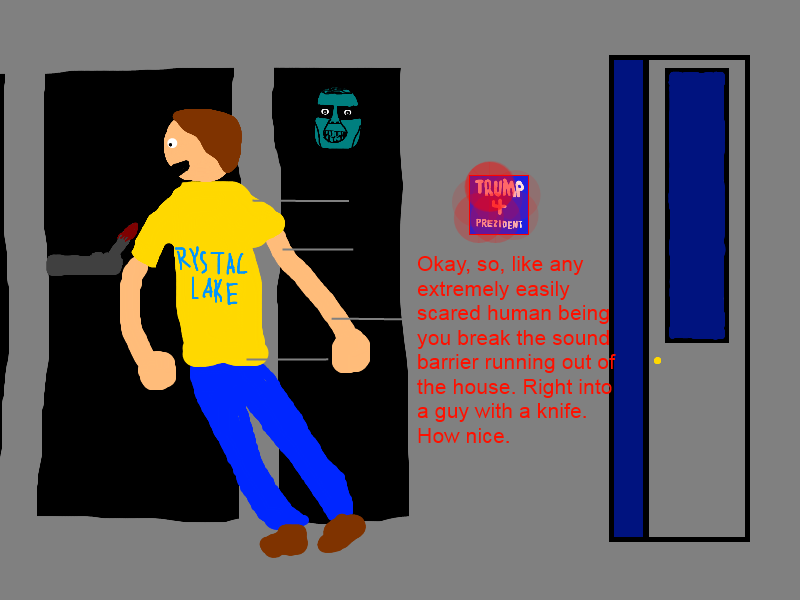 RYSTAL
LAKE
TRUMP
4
PREZIDENT
Okay, so, like any
extremely easily
scared human being
you break the sound
barrier running out of
the house. Right into
a guy with a knife.
How nice.